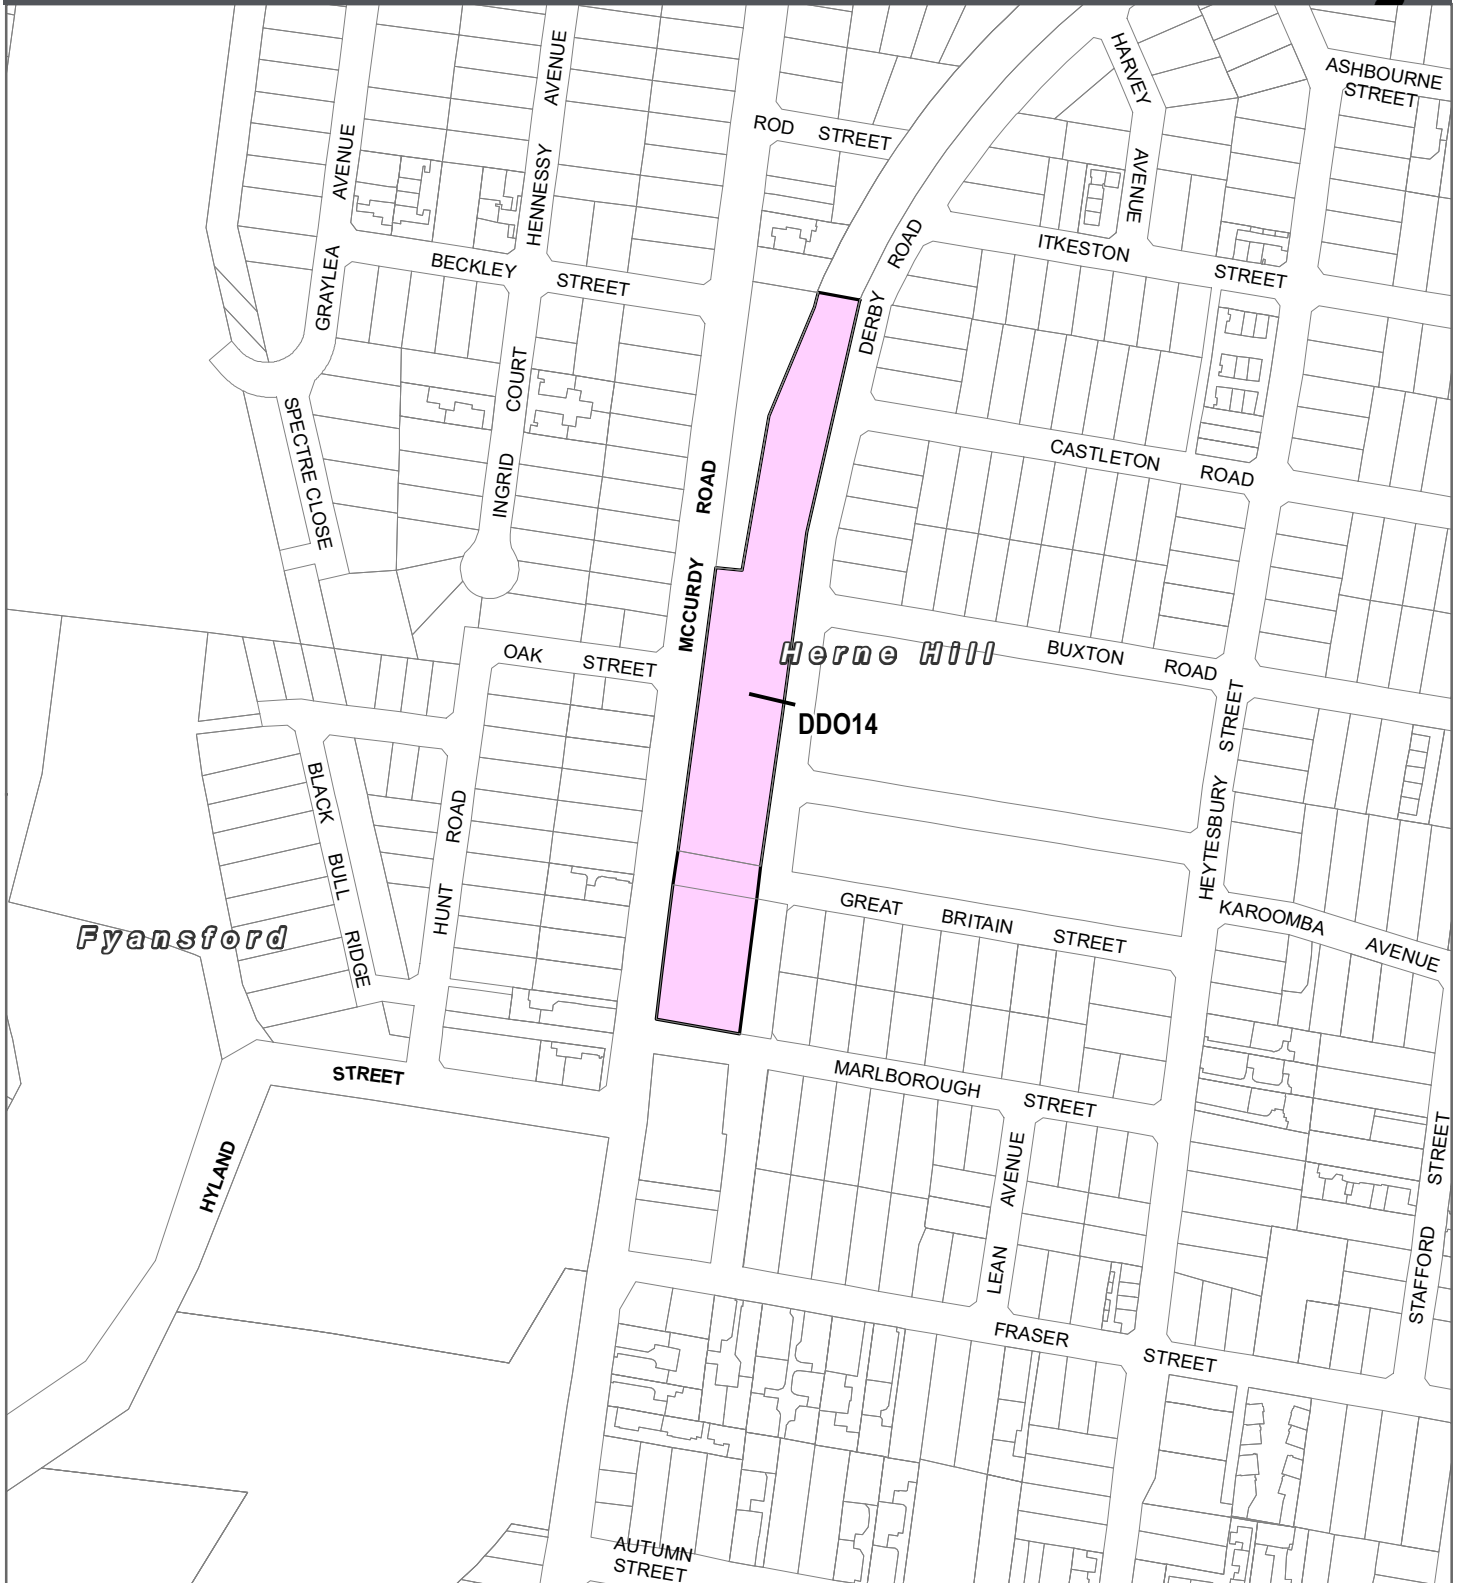 HARVEY
AVENUE
ASHBOURNE
STREET
HENNESSY AVENUE
GRAYLEA AVENUE
ROD STREET
BECKLEY STREET
ITKESTON STREET
DERBY ROAD
SPECTRE CLOSE
INGRID COURT
MCCURDY ROAD
CASTLETON ROAD
OAK STREET
Herne Hill
BUXTON ROAD
DDO14
HEYTESBURY STREET
BLACK BULL RIDGE
HUNT ROAD
Fyansford
GREAT BRITAIN STREET
KAROOMBA AVENUE
HYLAND STREET
MARLBOROUGH STREET
LEAN AVENUE
STAFFORD STREET
FRASER STREET
AUTUMN
STREET